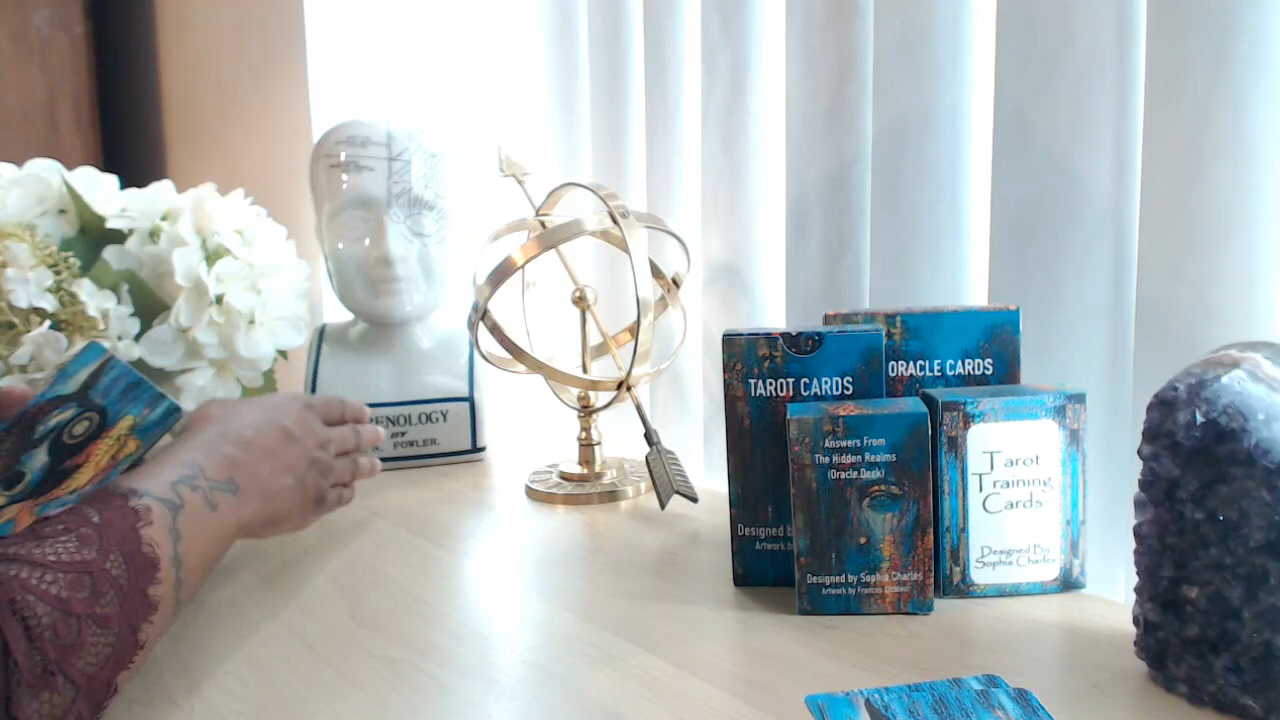 ENOLOGY
BY
FOWLER.
TAROT CARDS
Designed b
Artwork b
ORACLE CARDS
Answers From
The Hidden Realms
(Oracle Deck)
Designed by Sophia Charles
Artwork by Frances
Tarot
Training
Cards
Designed By
Sophia Charles